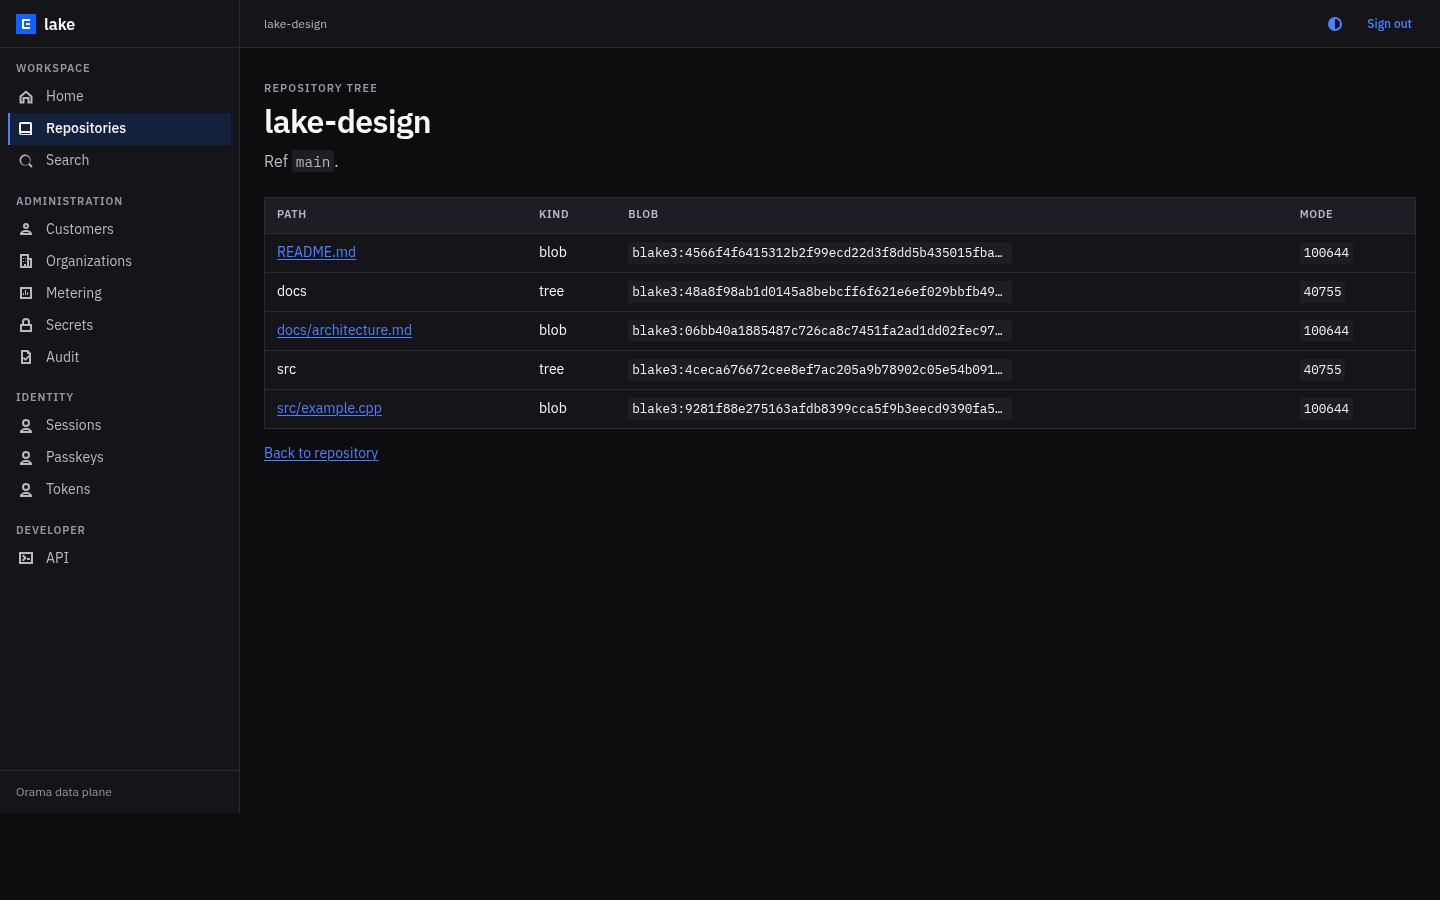 lake
lake-design
Sign out
WORKSPACE
Home
Repositories
Search
ADMINISTRATION
Customers
Organizations
Metering
Secrets
Audit
IDENTITY
Sessions
Passkeys
Tokens
DEVELOPER
API
Orama data plane
REPOSITORY TREE
lake-design
Ref main.
PATH KIND BLOB MODE
README.md blob blake3:4566f4f6415312b2f99ecd22d3f8dd5b435015fba… 100644
docs tree blake3:48a8f98ab1d0145a8bebcff6f621e6ef029bbfb49… 40755
docs/architecture.md blob blake3:06bb40a1885487c726ca8c7451fa2ad1dd02fec97… 100644
src tree blake3:4ceca676672cee8ef7ac205a9b78902c05e54b091… 40755
src/example.cpp blob blake3:9281f88e275163afdb8399cca5f9b3eecd9390fa5… 100644
Back to repository